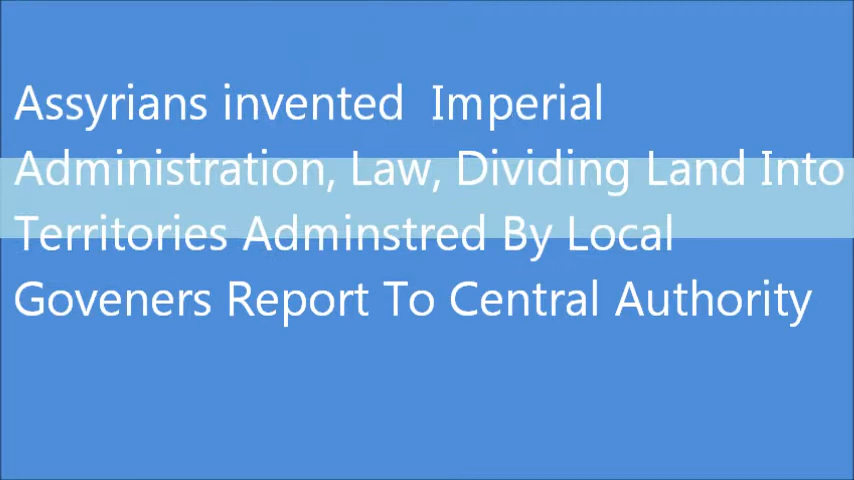 Assyrians invented  Imperial
Administration, Law, Dividing Land Into
Territories Adminstred By Local
Goveners Report To Central Authority